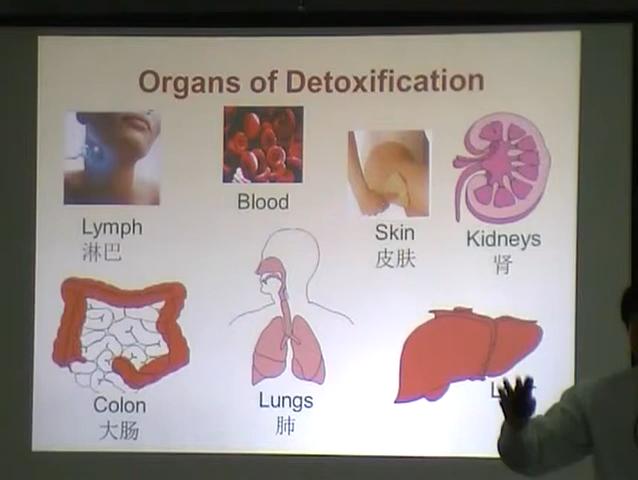 Organs of Detoxification
Lymph
淋巴
Blood
Skin
皮肤
Kidneys
肾
Colon
大肠
Lungs
肺